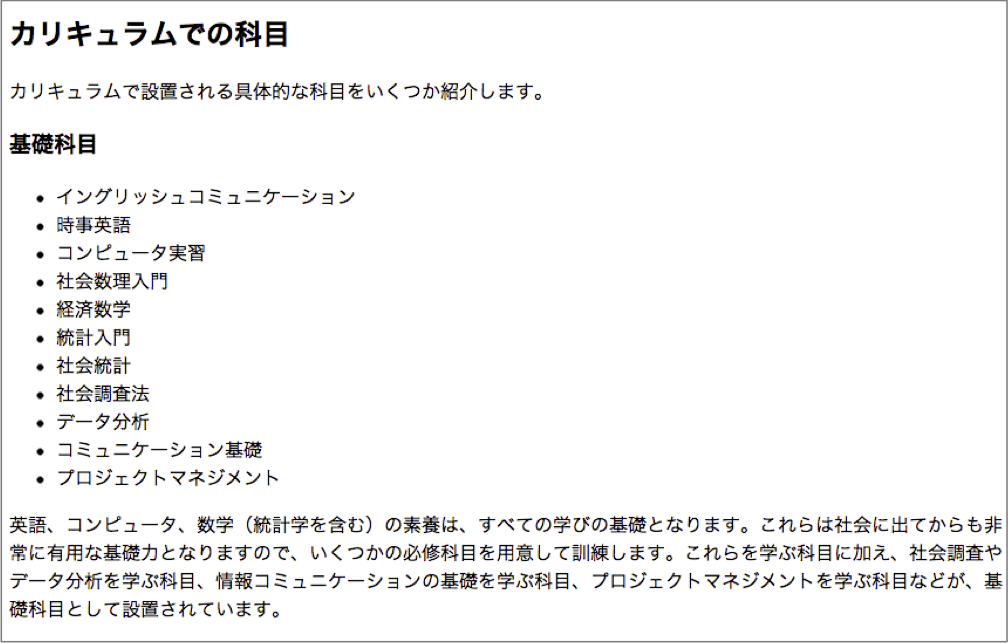 カリキュラムでの科目
カリキュラムで設置される具体的な科目をいくつか紹介します。
基礎科目
• イングリッシュコミュニケーション
• 時事英語
• コンピュータ実習
• 社会数理入門
• 経済数学
• 統計入門
• 社会統計
• 社会調査法
• データ分析
• コミュニケーション基礎
• プロジェクトマネジメント
英語、コンピュータ、数学（統計学を含む）の素養は、すべての学びの基礎となります。これらは社会に出てからも非
常に有用な基礎力となりますので、いくつかの必修科目を用意して訓練します。これらを学ぶ科目に加え、社会調査や
データ分析を学ぶ科目、情報コミュニケーションの基礎を学ぶ科目、プロジェクトマネジメントを学ぶ科目などが、基
礎科目として設置されています。